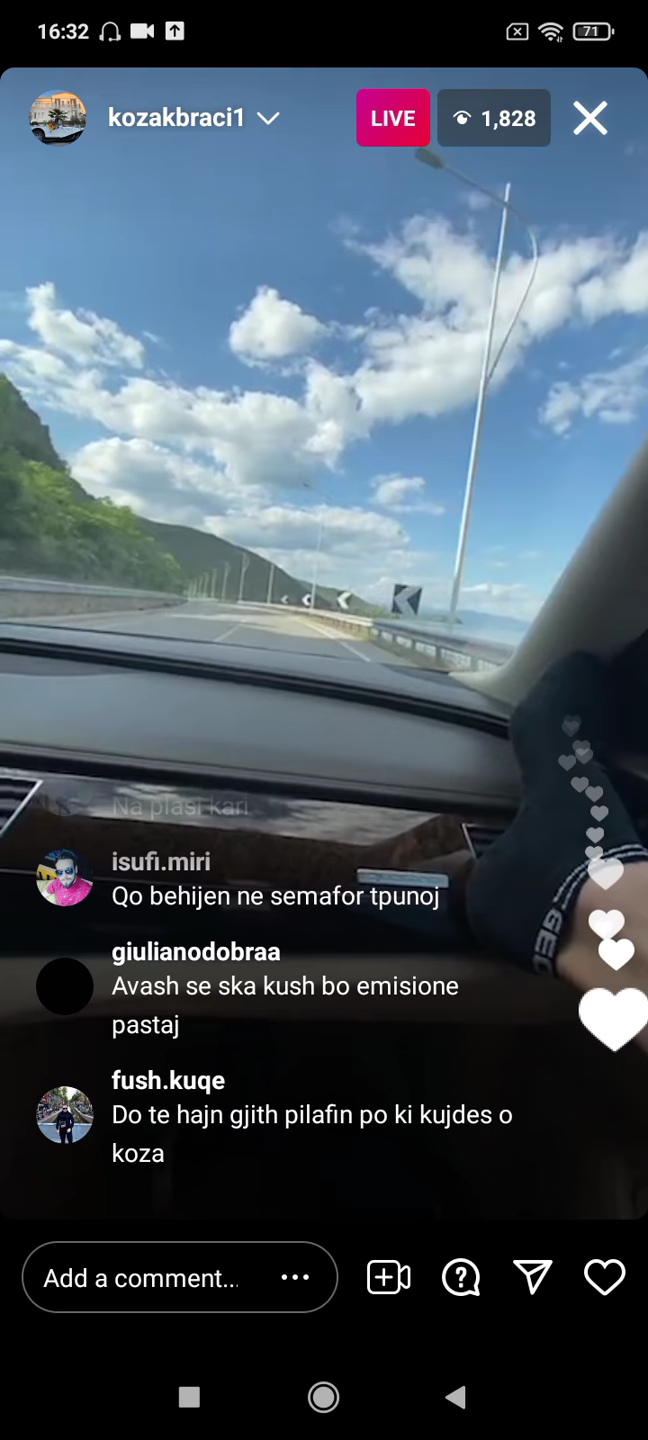 16:32
71
kozakbraci1
LIVE
1,828
Na plasi kari
isufi.miri
Qo behijen ne semafor tpunoj
giulianodobraa
Avash se ska kush bo emisione
pastaj
fush.kuqe
Do te hajn gjith pilafin po ki kujdes o
koza
Add a comment...